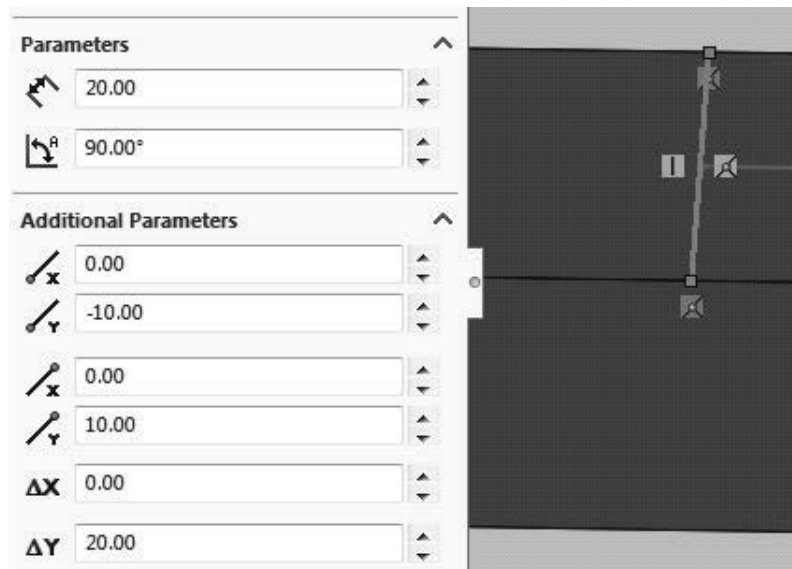 Parameters
20.00
A
90.00°
Additional Parameters
X
0.00
Y
-10.00
X
0.00
Y
10.00
ΔX
0.00
ΔY
20.00